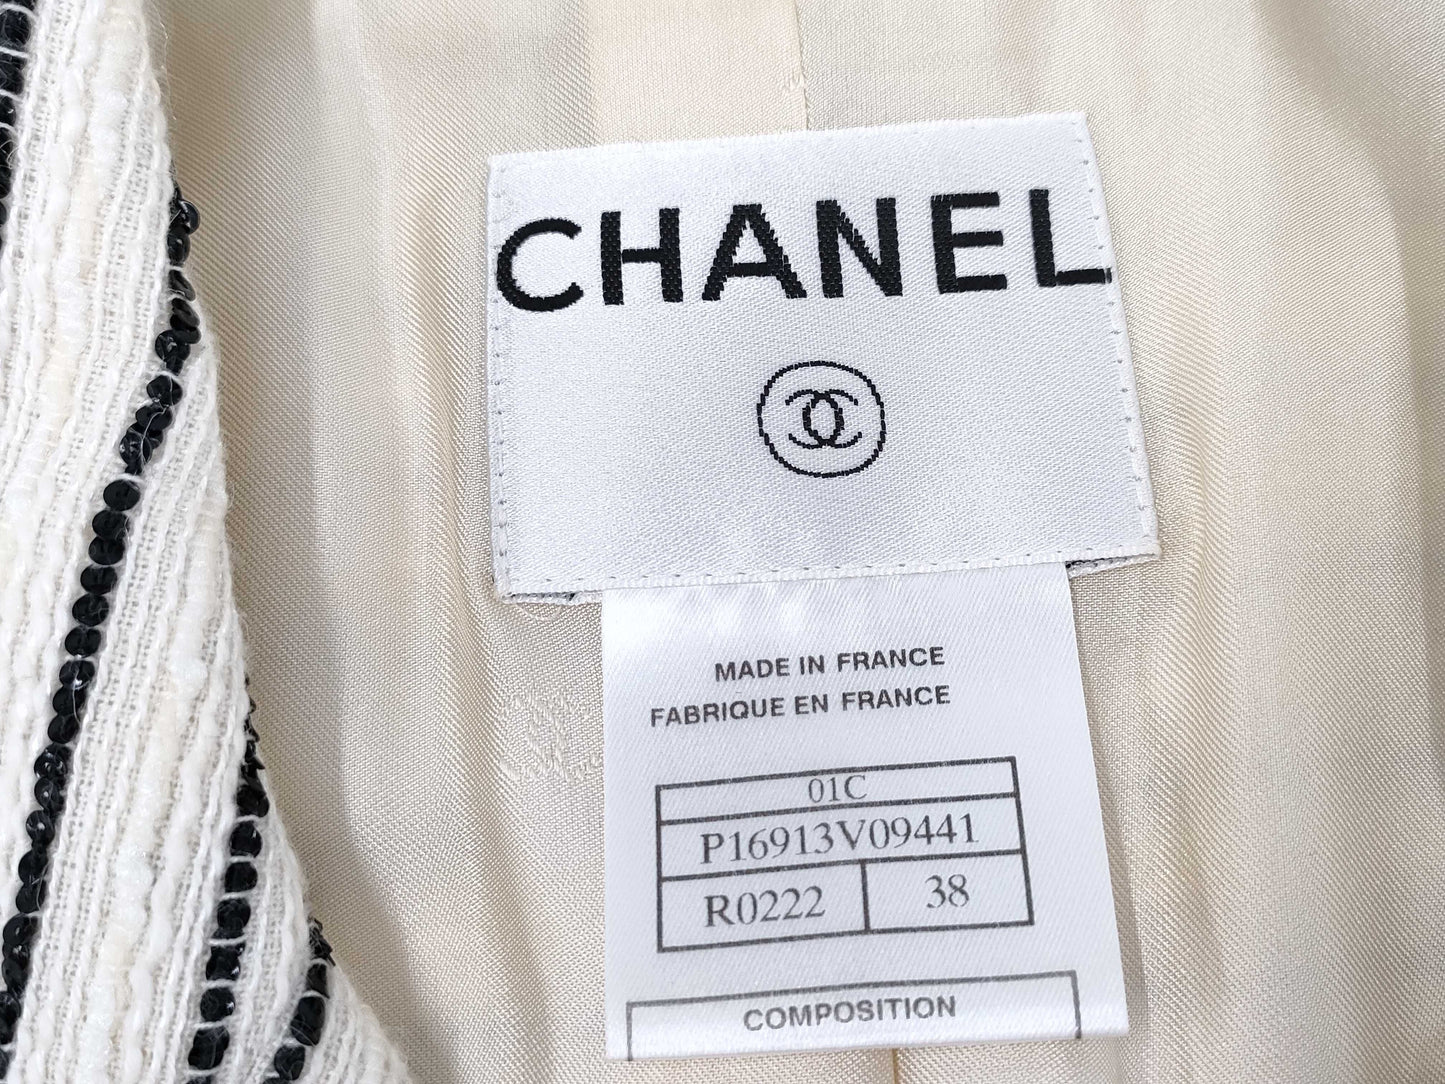 CHANEL
MADE IN FRANCE
FABRIQUE EN FRANCE
01C
P16913V09441
R0222 38
COMPOSITION